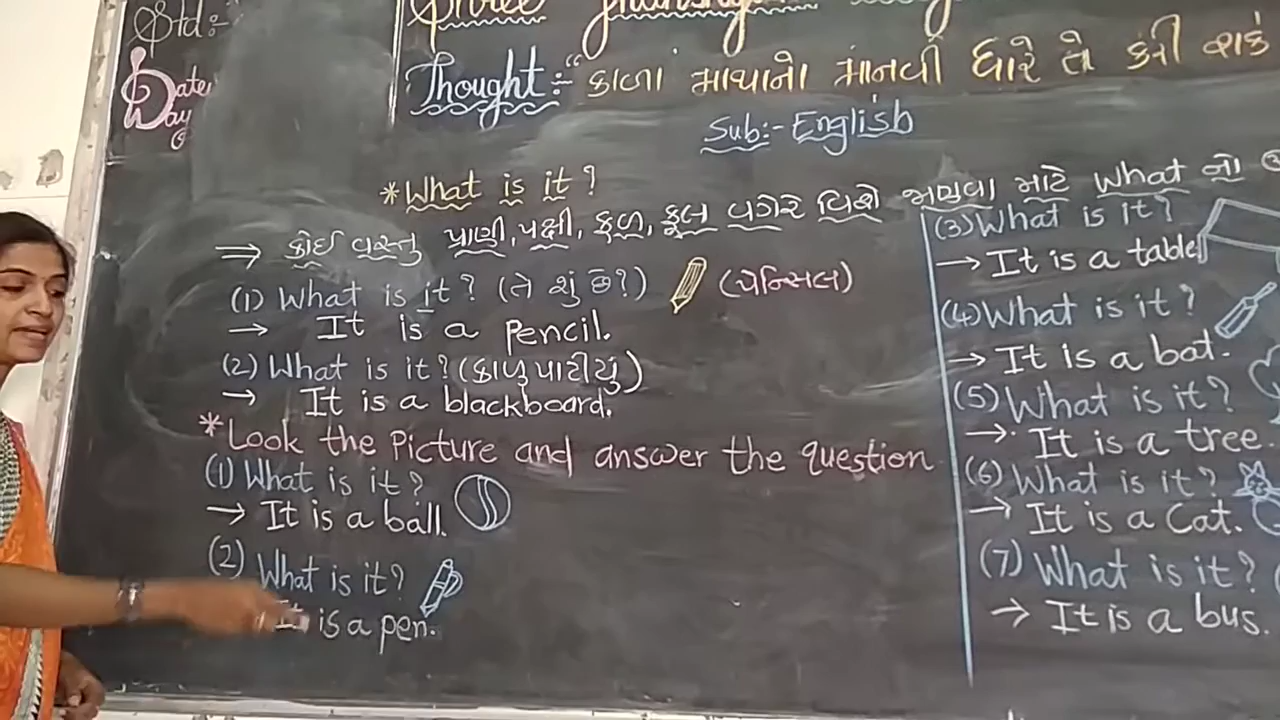 Std:-
Date
Day
Shree
Thought:-"કાળા માથાનો માનવી ધારે તે કરી શકે
Sub:- English
*What is it?
⇒ કોઈ વસ્તુ પ્રાણી, પક્ષી, ફળ, ફૂલ વગેરે વિશે જાણવા માટે What નો
(1) What is it? (તે શું છે?) (પેન્સિલ)
→ It is a pencil.
(2) What is it? (કાળુ પાટીયું)
→ It is a blackboard.
*Look the Picture and answer the question
(1) What is it?
→ It is a ball.
(2) What is it?
It is a pen.
(3) What is it?
→ It is a table
(4) What is it?
→ It is a bat.
(5) What is it?
→ It is a tree.
(6) What is it?
→ It is a Cat.
(7) What is it?
→ It is a bus.